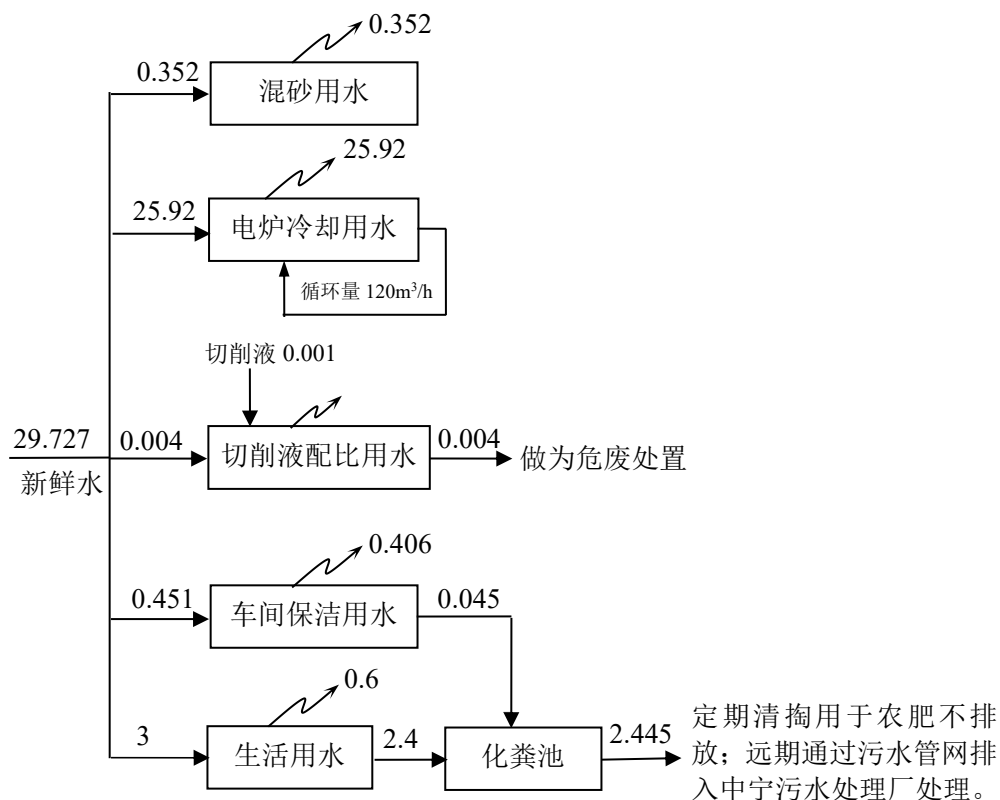 0.352
0.352
混砂用水
25.92
25.92
电炉冷却用水
循环量 120m³/h
切削液 0.001
29.727
新鲜水
0.004
切削液配比用水
0.004
做为危废处置
0.406
0.451
车间保洁用水
0.045
0.6
3
生活用水
2.4
化粪池
2.445
定期清掏用于农肥不排
放；远期通过污水管网排
入中宁污水处理厂处理。